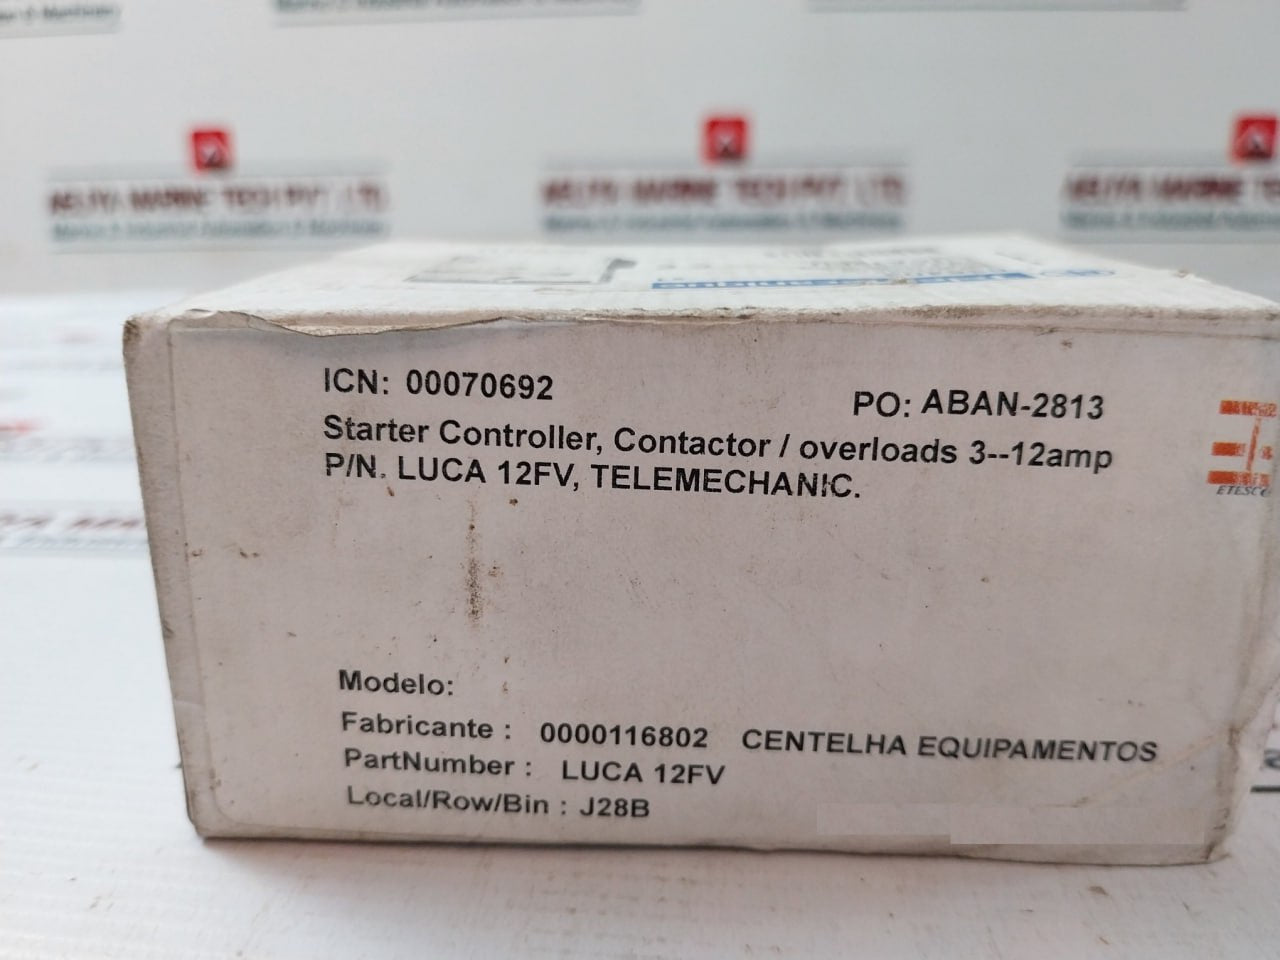 ICN: 00070692
PO: ABAN-2813
Starter Controller, Contactor / overloads 3--12amp
P/N. LUCA 12FV, TELEMECHANIC.
ETESCO
Modelo:
Fabricante : 0000116802 CENTELHA EQUIPAMENTOS
PartNumber : LUCA 12FV
Local/Row/Bin : J28B